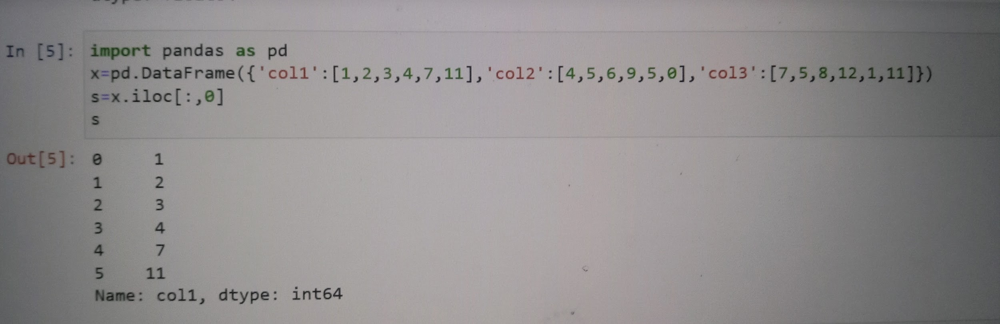 In [5]: import pandas as pd
x=pd.DataFrame({'col1':[1,2,3,4,7,11],'col2':[4,5,6,9,5,0],'col3':[7,5,8,12,1,11]})
s=x.iloc[:,0]
s
Out[5]: 0 1
1 2
2 3
3 4
4 7
5 11
Name: col1, dtype: int64